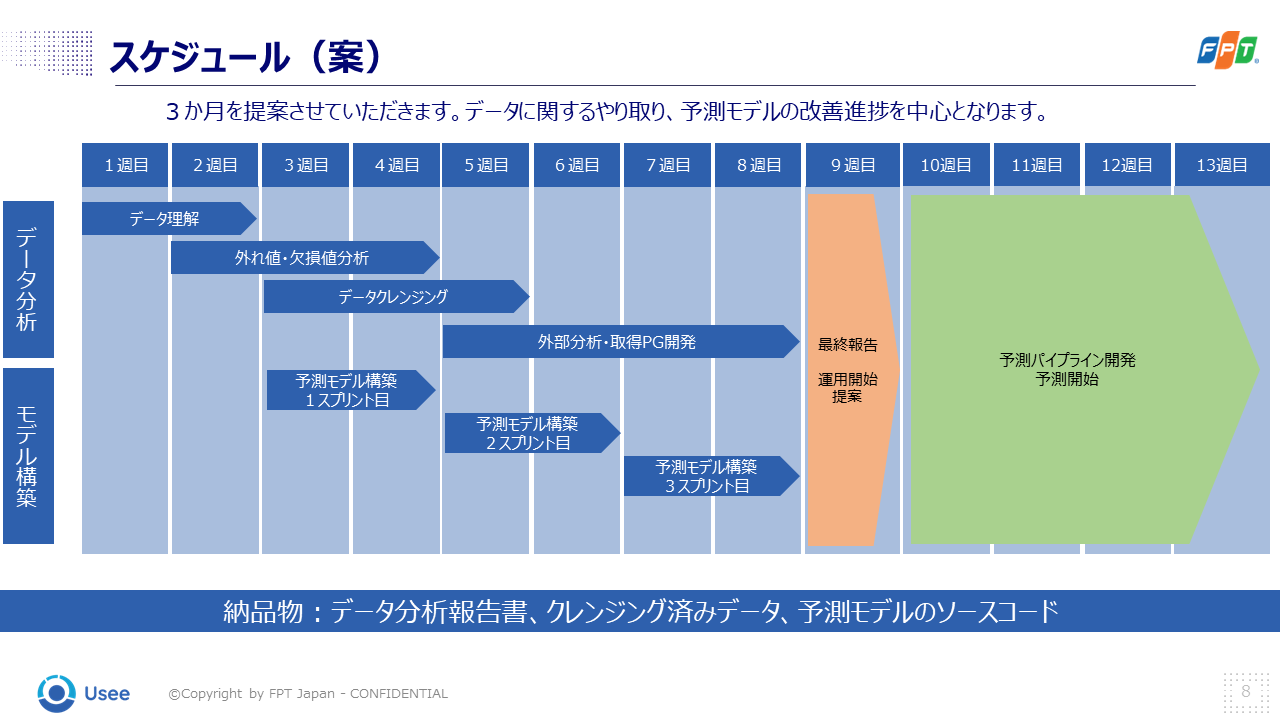 スケジュール（案）
FPT
３か月を提案させていただきます。データに関するやり取り、予測モデルの改善進捗を中心となります。
１週目 ２週目 ３週目 ４週目 ５週目 ６週目 ７週目 ８週目 ９週目 10週目 11週目 12週目 13週目
データ分析
データ理解
外れ値・欠損値分析
データクレンジング
外部分析・取得PG開発
モデル構築
予測モデル構築
１スプリント目
予測モデル構築
２スプリント目
予測モデル構築
３スプリント目
最終報告
運用開始
提案
予測パイプライン開発
予測開始
納品物：データ分析報告書、クレンジング済みデータ、予測モデルのソースコード
Usee
©Copyright by FPT Japan - CONFIDENTIAL
8